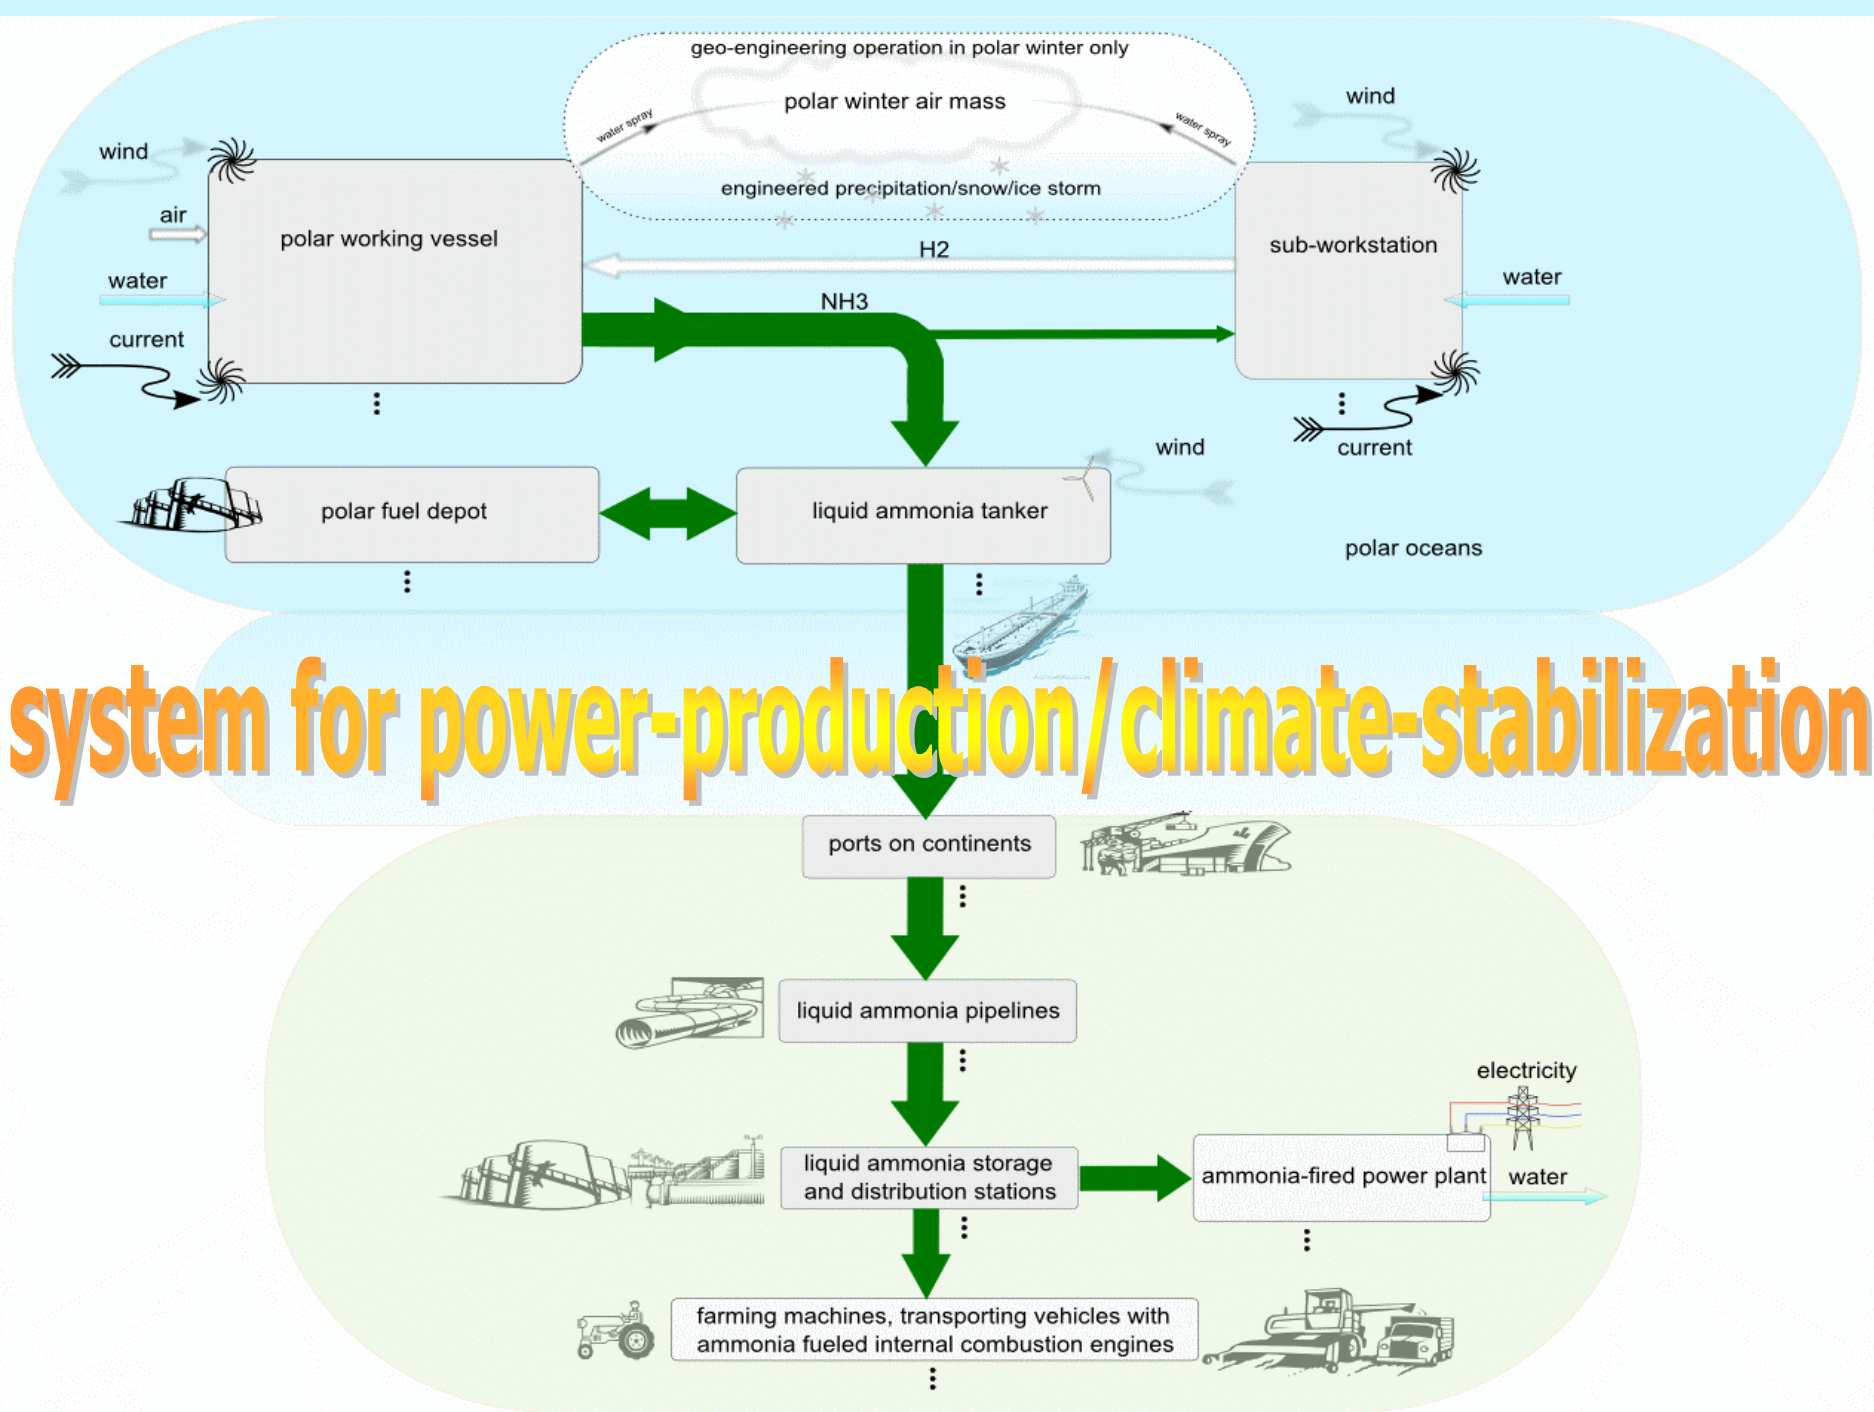 geo-engineering operation in polar winter only
polar winter air mass
water spray
water spray
engineered precipitation/snow/ice storm
wind
wind
air
polar working vessel
sub-workstation
H2
water
water
NH3
current
current
wind
polar fuel depot
liquid ammonia tanker
polar oceans
system for power-production/climate-stabilization
ports on continents
liquid ammonia pipelines
electricity
liquid ammonia storage
and distribution stations
ammonia-fired power plant
water
farming machines, transporting vehicles with
ammonia fueled internal combustion engines